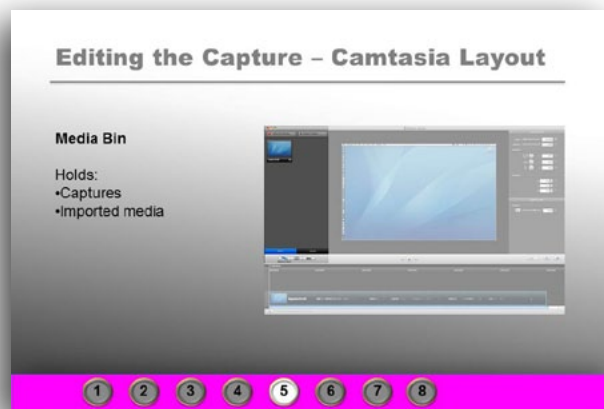 Editing the Capture – Camtasia Layout
Media Bin
Holds:
•Captures
•Imported media
1 2 3 4 5 6 7 8